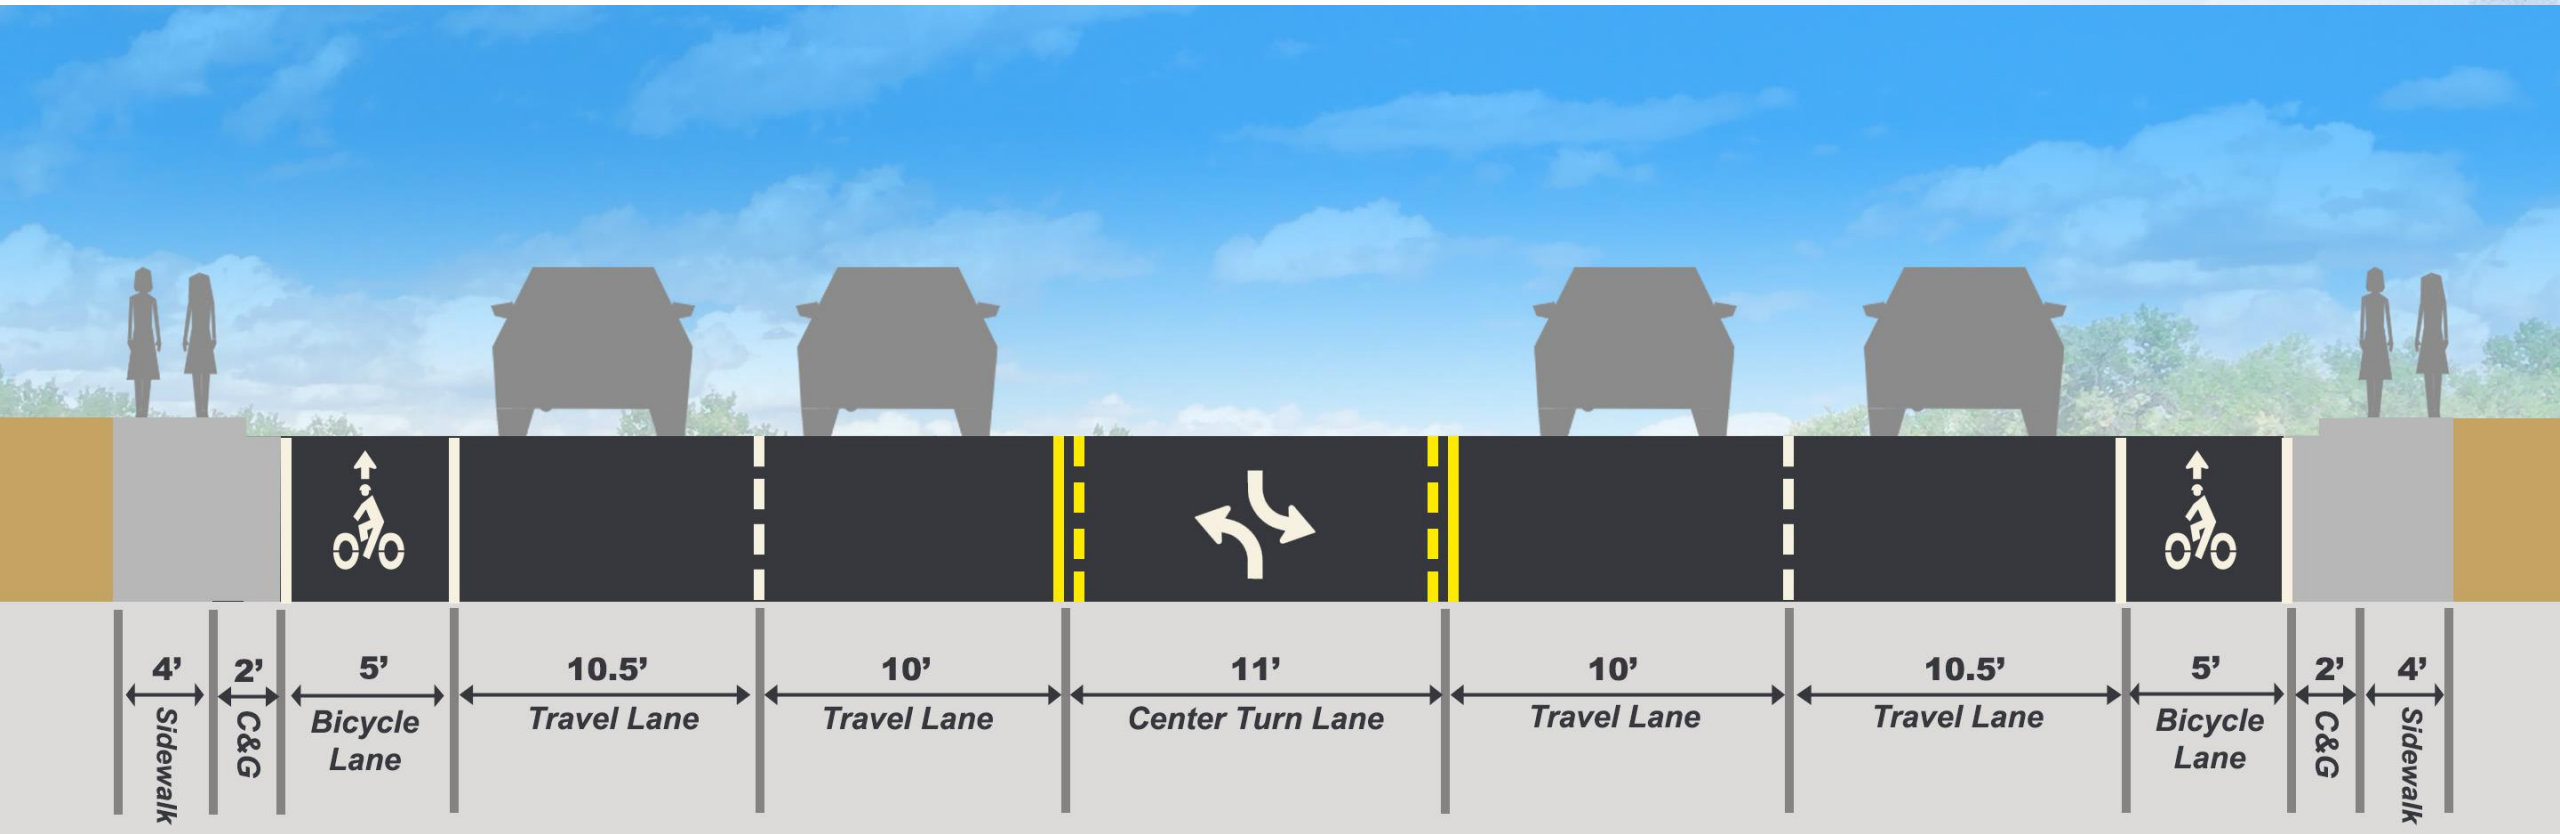 4’
Sidewalk
2’
C&G
5’
Bicycle
Lane
10.5’
Travel Lane
10’
Travel Lane
11’
Center Turn Lane
10’
Travel Lane
10.5’
Travel Lane
5’
Bicycle
Lane
2’
C&G
4’
Sidewalk